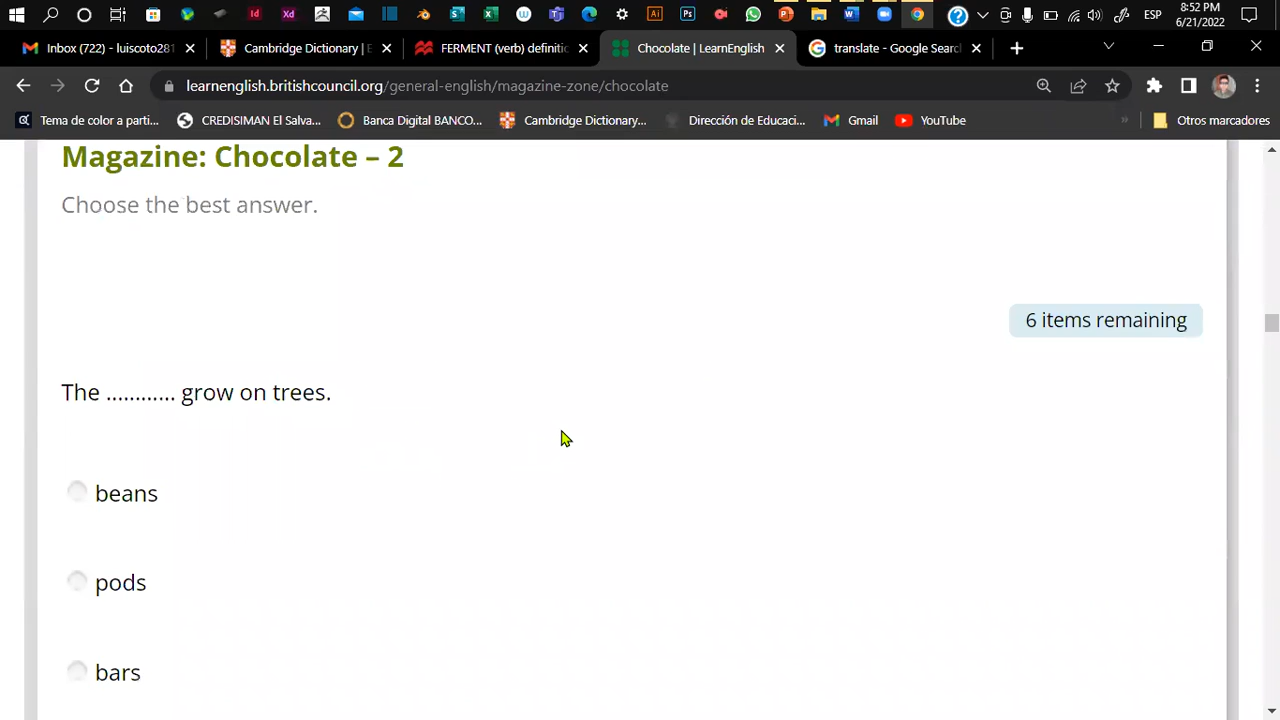 8:52 PM
ESP
6/21/2022
Inbox (722) - luiscoto281
Cambridge Dictionary | E
FERMENT (verb) definitic
Chocolate | LearnEnglish
translate - Google Searc
learnenglish.britishcouncil.org/general-english/magazine-zone/chocolate
Tema de color a parti...
CREDISIMAN El Salva...
Banca Digital BANCO...
Cambridge Dictionary...
Dirección de Educaci...
Gmail
YouTube
»
Otros marcadores
Magazine: Chocolate – 2
Choose the best answer.
6 items remaining
The ............ grow on trees.
beans
pods
bars